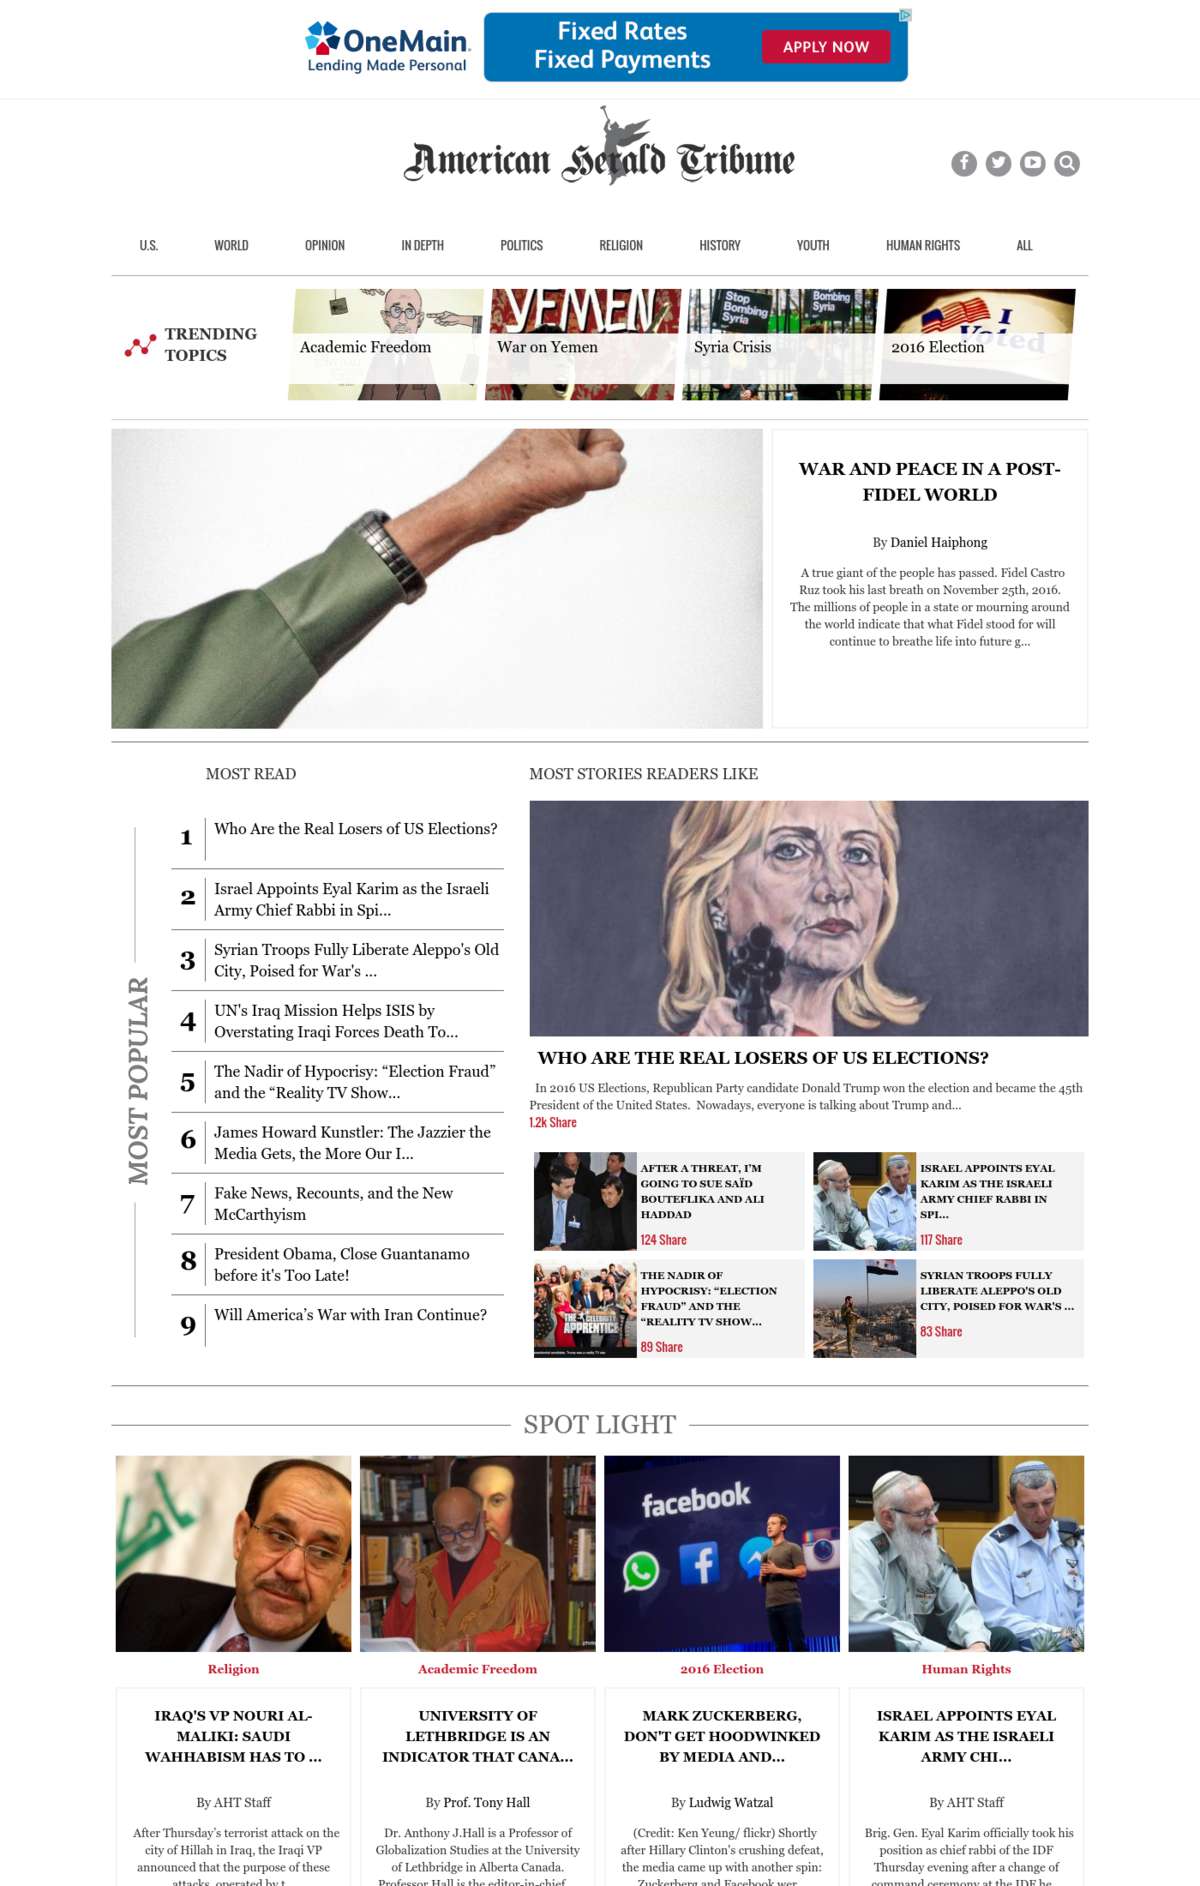 OneMain
Lending Made Personal
Fixed Rates
Fixed Payments
APPLY NOW
American Herald Tribune
U.S. WORLD OPINION IN DEPTH POLITICS RELIGION HISTORY YOUTH HUMAN RIGHTS ALL
TRENDING
TOPICS
Academic Freedom
YEMEN
War on Yemen
Stop
Bombing
Syria
Bombing
Syria
Syria Crisis
I
Voted
2016 Election
WAR AND PEACE IN A POST-
FIDEL WORLD
By Daniel Haiphong
A true giant of the people has passed. Fidel Castro
Ruz took his last breath on November 25th, 2016.
The millions of people in a state or mourning around
the world indicate that what Fidel stood for will
continue to breathe life into future g...
MOST POPULAR
MOST READ
1 Who Are the Real Losers of US Elections?
2 Israel Appoints Eyal Karim as the Israeli
Army Chief Rabbi in Spi...
3 Syrian Troops Fully Liberate Aleppo's Old
City, Poised for War's ...
4 UN's Iraq Mission Helps ISIS by
Overstating Iraqi Forces Death To...
5 The Nadir of Hypocrisy: “Election Fraud”
and the “Reality TV Show...
6 James Howard Kunstler: The Jazzier the
Media Gets, the More Our I...
7 Fake News, Recounts, and the New
McCarthyism
8 President Obama, Close Guantanamo
before it's Too Late!
9 Will America’s War with Iran Continue?
MOST STORIES READERS LIKE
WHO ARE THE REAL LOSERS OF US ELECTIONS?
In 2016 US Elections, Republican Party candidate Donald Trump won the election and became the 45th
President of the United States. Nowadays, everyone is talking about Trump and...
1.2k Share
AFTER A THREAT, I’M
GOING TO SUE SAÏD
BOUTEFLIKA AND ALI
HADDAD
124 Share
ISRAEL APPOINTS EYAL
KARIM AS THE ISRAELI
ARMY CHIEF RABBI IN
SPI...
117 Share
THE CELEBRITY
APPRENTICE
THE NADIR OF
HYPOCRISY: “ELECTION
FRAUD” AND THE
“REALITY TV SHOW...
89 Share
SYRIAN TROOPS FULLY
LIBERATE ALEPPO'S OLD
CITY, POISED FOR WAR'S ...
83 Share
SPOT LIGHT
facebook
Religion
IRAQ'S VP NOURI AL-
MALIKI: SAUDI
WAHHABISM HAS TO ...
By AHT Staff
After Thursday’s terrorist attack on the
city of Hillah in Iraq, the Iraqi VP
announced that the purpose of these
attacks, operated by t...
Academic Freedom
UNIVERSITY OF
LETHBRIDGE IS AN
INDICATOR THAT CANA...
By Prof. Tony Hall
Dr. Anthony J.Hall is a Professor of
Globalization Studies at the University
of Lethbridge in Alberta Canada.
Professor Hall is the editor-in-chief...
2016 Election
MARK ZUCKERBERG,
DON'T GET HOODWINKED
BY MEDIA AND...
By Ludwig Watzal
(Credit: Ken Yeung/ flickr) Shortly
after Hillary Clinton's crushing defeat,
the media came up with another spin:
Zuckerberg and Facebook wer...
Human Rights
ISRAEL APPOINTS EYAL
KARIM AS THE ISRAELI
ARMY CHI...
By AHT Staff
Brig. Gen. Eyal Karim officially took his
position as chief rabbi of the IDF
Thursday evening after a change of
command ceremony at the IDF he...